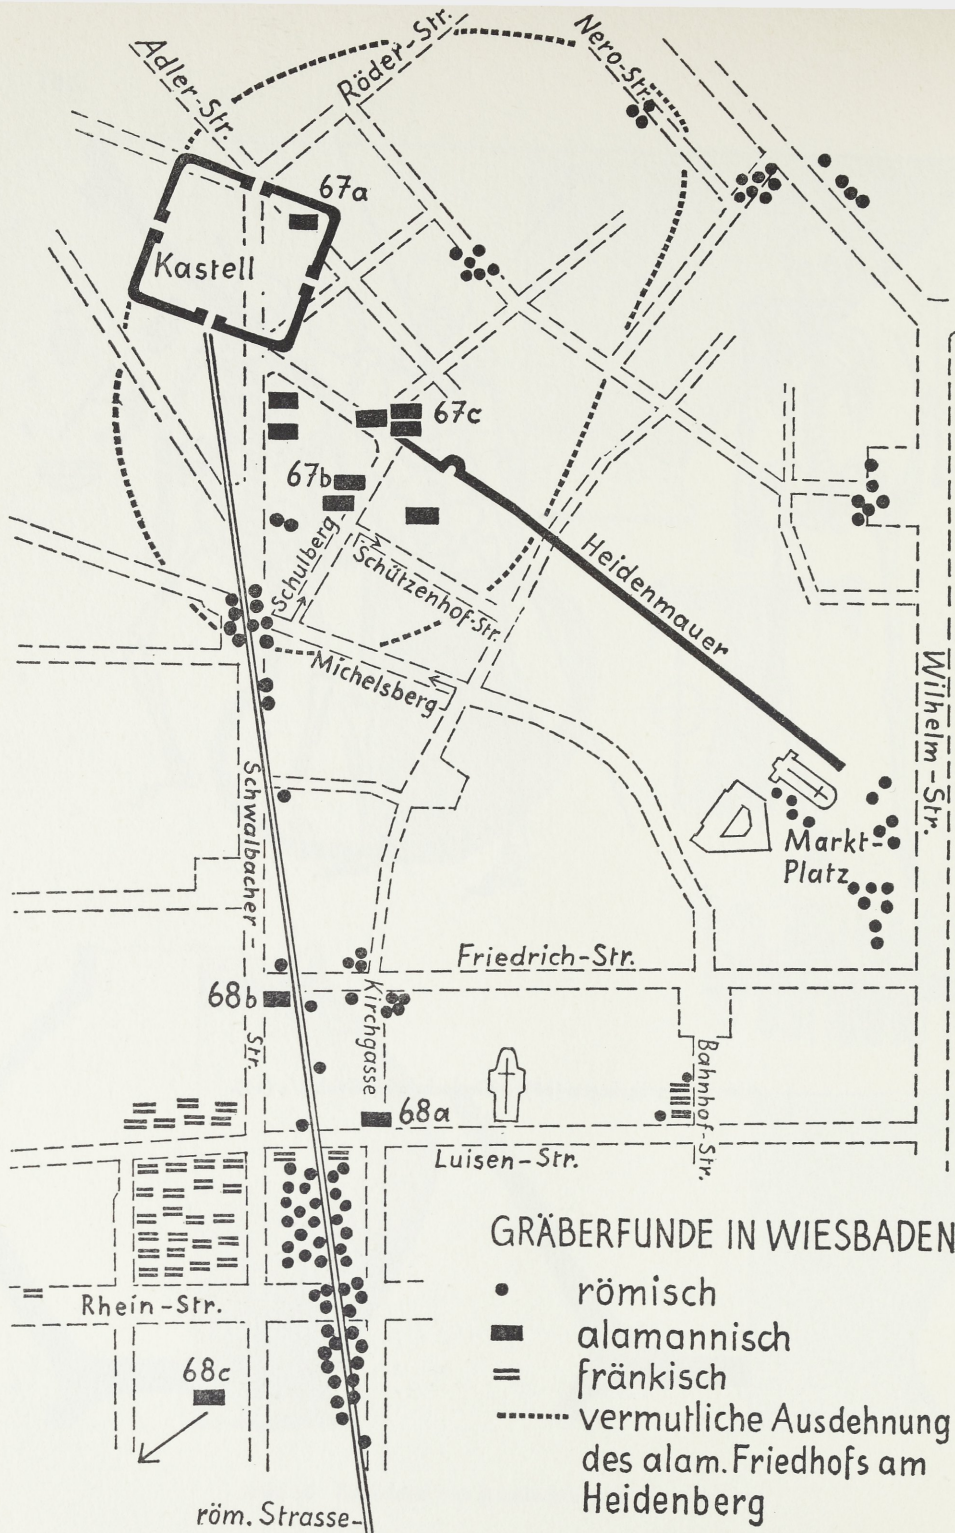 Adler-Str.
Röder-Str.
Nero-Str.
67a
Kastell
67c
67b
Schulberg
Schützenhof-Str.
Heidenmauer
Michelsberg
Wilhelm-Str.
Schwalbacher-
Str.
Markt-
Platz
Friedrich-Str.
68b
Kirchgasse
Bahnhof-Str.
68a
Luisen-Str.
GRÄBERFUNDE IN WIESBADEN
römisch
alamannisch
fränkisch
vermutliche Ausdehnung
des alam. Friedhofs am
Heidenberg
Rhein-Str.
68c
röm. Strasse-